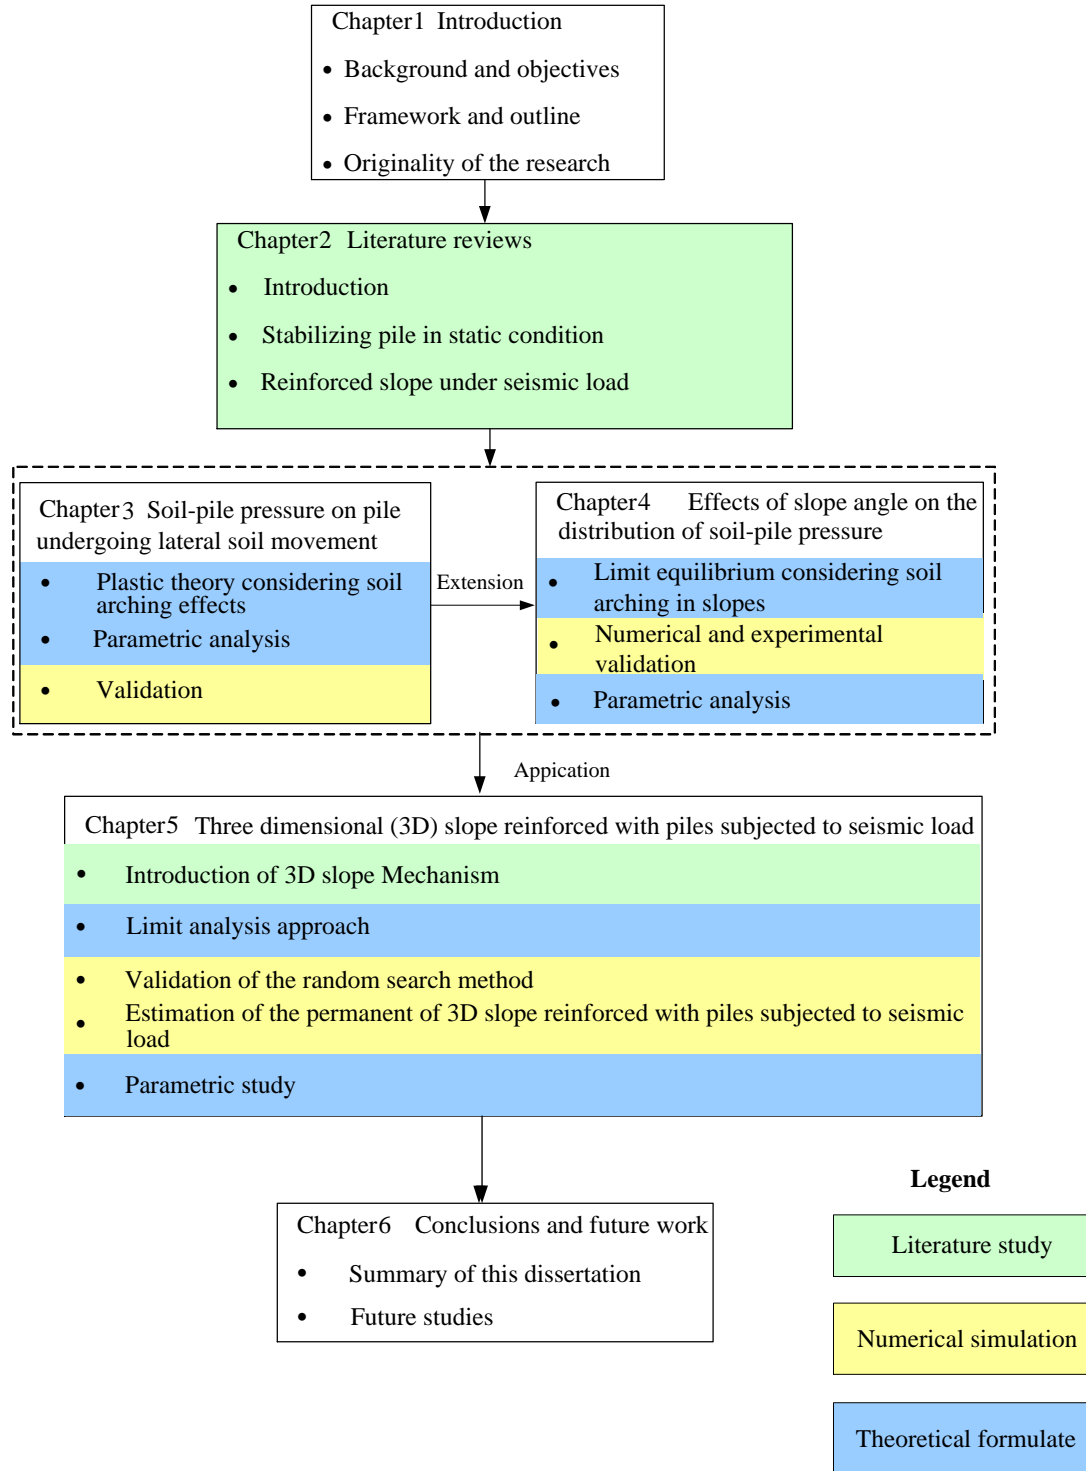 Chapter1 Introduction
• Background and objectives
• Framework and outline
• Originality of the research
Chapter2 Literature reviews
• Introduction
• Stabilizing pile in static condition
• Reinforced slope under seismic load
Chapter3 Soil-pile pressure on pile
undergoing lateral soil movement
• Plastic theory considering soil
arching effects
• Parametric analysis
• Validation
Extension
Chapter4 Effects of slope angle on the
distribution of soil-pile pressure
• Limit equilibrium considering soil
arching in slopes
• Numerical and experimental
validation
• Parametric analysis
Appication
Chapter5 Three dimensional (3D) slope reinforced with piles subjected to seismic load
• Introduction of 3D slope Mechanism
• Limit analysis approach
• Validation of the random search method
• Estimation of the permanent of 3D slope reinforced with piles subjected to seismic
load
• Parametric study
Chapter6 Conclusions and future work
• Summary of this dissertation
• Future studies
Legend
Literature study
Numerical simulation
Theoretical formulate